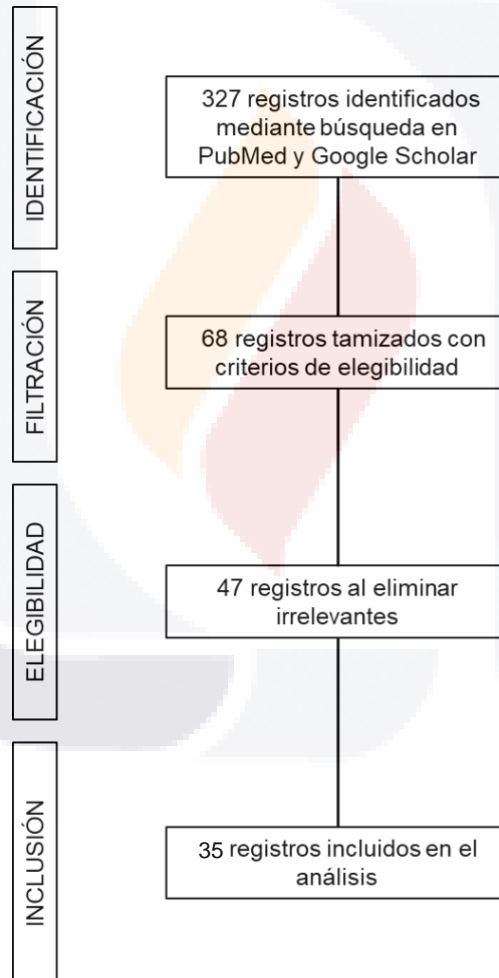 IDENTIFICACIÓN
327 registros identificados
mediante búsqueda en
PubMed y Google Scholar
FILTRACIÓN
68 registros tamizados con
criterios de elegibilidad
ELEGIBILIDAD
47 registros al eliminar
irrelevantes
INCLUSIÓN
35 registros incluidos en el
análisis